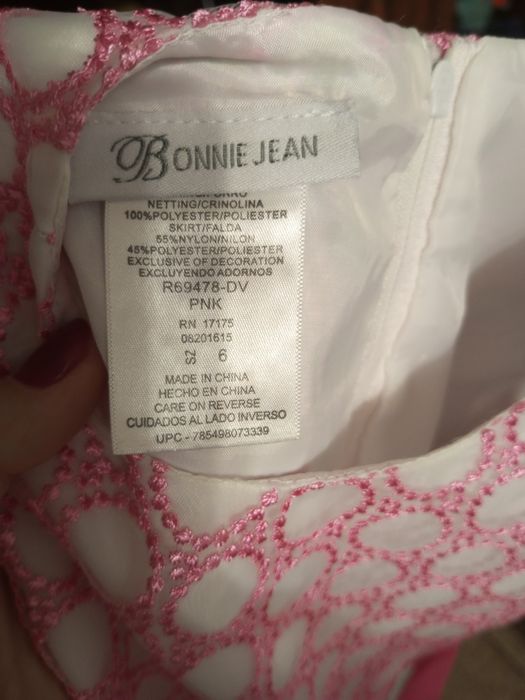 BONNIE JEAN
NETTING/CRINOLINA
100%POLYESTER/POLIESTER
SKIRT/FALDA
55%NYLON/NILON
45%POLYESTER/POLIESTER
EXCLUSIVE OF DECORATION
EXCLUYENDO ADORNOS
R69478-DV
PNK
RN 17175
08201615
SZ 6
MADE IN CHINA
HECHO EN CHINA
CARE ON REVERSE
CUIDADOS AL LADO INVERSO
UPC - 785498073339